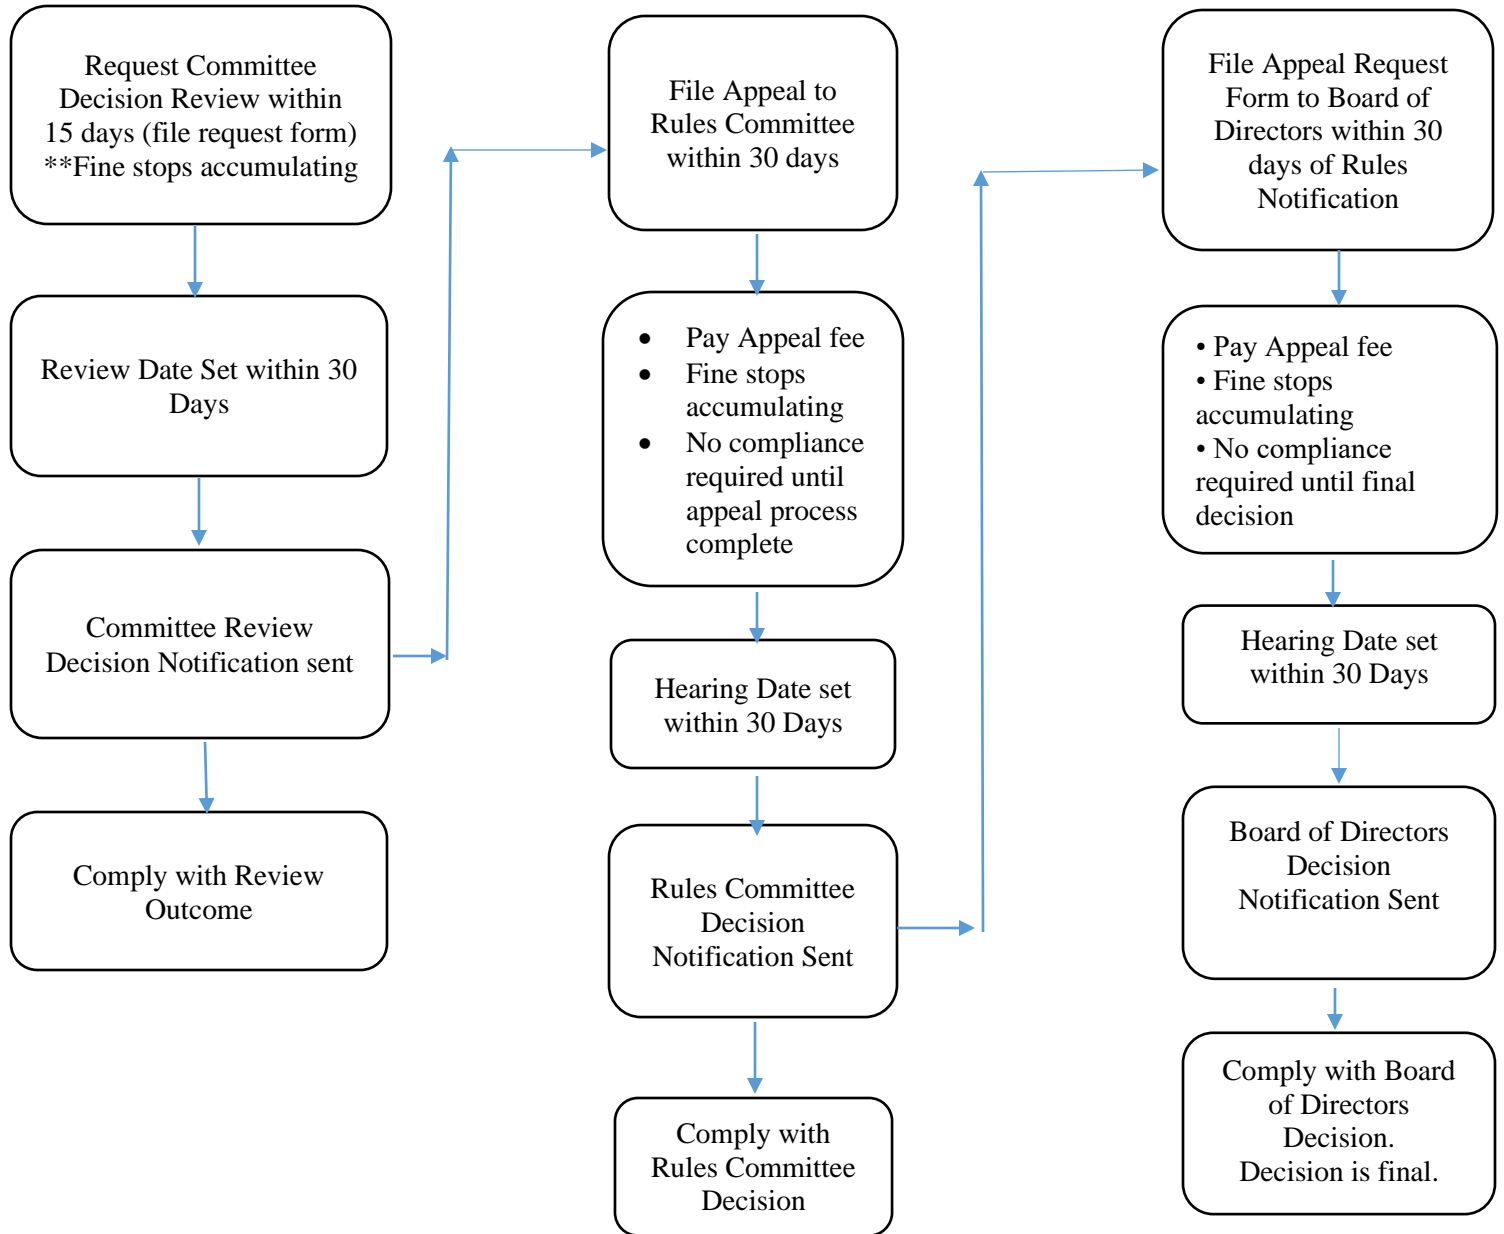 Request Committee
Decision Review within
15 days (file request form)
**Fine stops accumulating
Review Date Set within 30
Days
Committee Review
Decision Notification sent
Comply with Review
Outcome
File Appeal to
Rules Committee
within 30 days
• Pay Appeal fee
• Fine stops
accumulating
• No compliance
required until
appeal process
complete
Hearing Date set
within 30 Days
Rules Committee
Decision
Notification Sent
Comply with
Rules Committee
Decision
File Appeal Request
Form to Board of
Directors within 30
days of Rules
Notification
• Pay Appeal fee
• Fine stops
accumulating
• No compliance
required until final
decision
Hearing Date set
within 30 Days
Board of Directors
Decision
Notification Sent
Comply with Board
of Directors
Decision.
Decision is final.